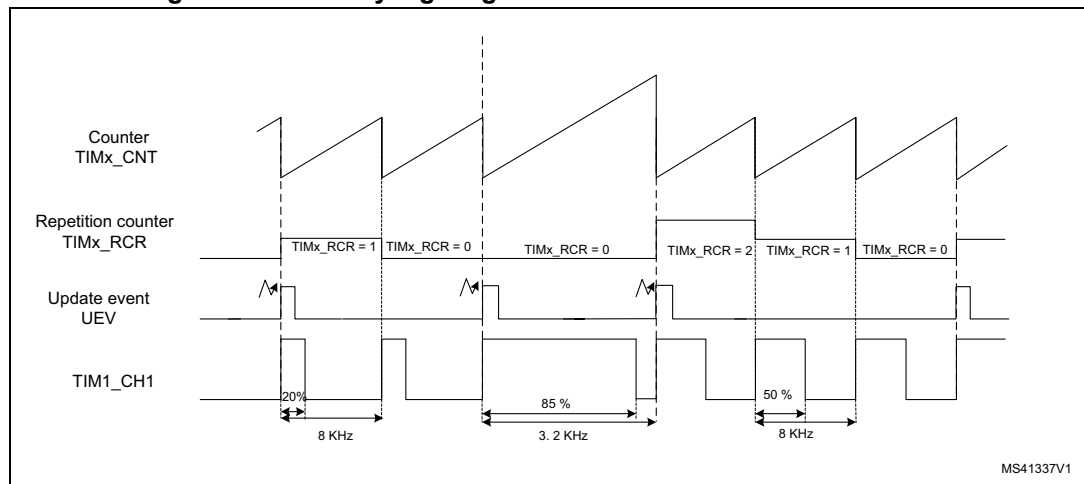 Counter
TIMx_CNT
Repetition counter
TIMx_RCR
TIMx_RCR = 1
TIMx_RCR = 0
TIMx_RCR = 0
TIMx_RCR = 2
TIMx_RCR = 1
TIMx_RCR = 0
Update event
UEV
TIM1_CH1
20%
85 %
50 %
8 KHz
3. 2 KHz
8 KHz
MS41337V1